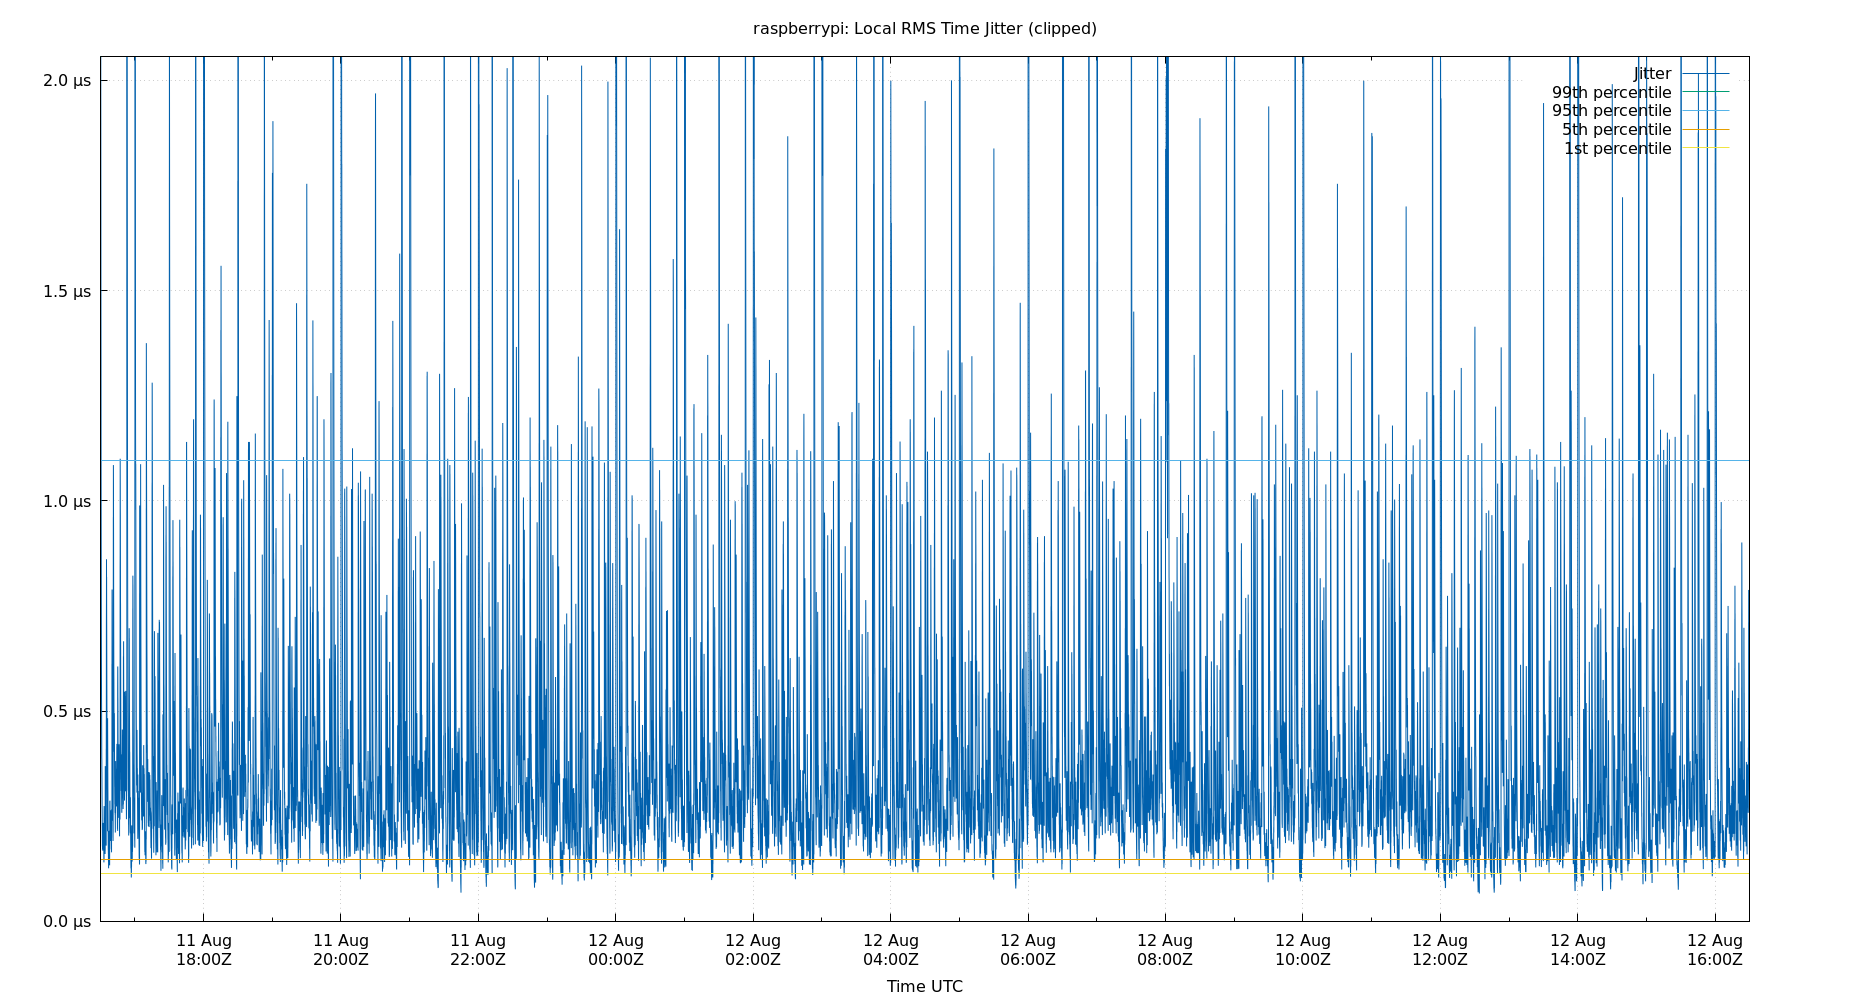 raspberrypi: Local RMS Time Jitter (clipped)
2.0 µs
1.5 µs
1.0 µs
0.5 µs
0.0 µs
Jitter
99th percentile
95th percentile
5th percentile
1st percentile
11 Aug 11 Aug 11 Aug 12 Aug 12 Aug 12 Aug 12 Aug 12 Aug 12 Aug 12 Aug 12 Aug 12 Aug
18:00Z 20:00Z 22:00Z 00:00Z 02:00Z 04:00Z 06:00Z 08:00Z 10:00Z 12:00Z 14:00Z 16:00Z
Time UTC